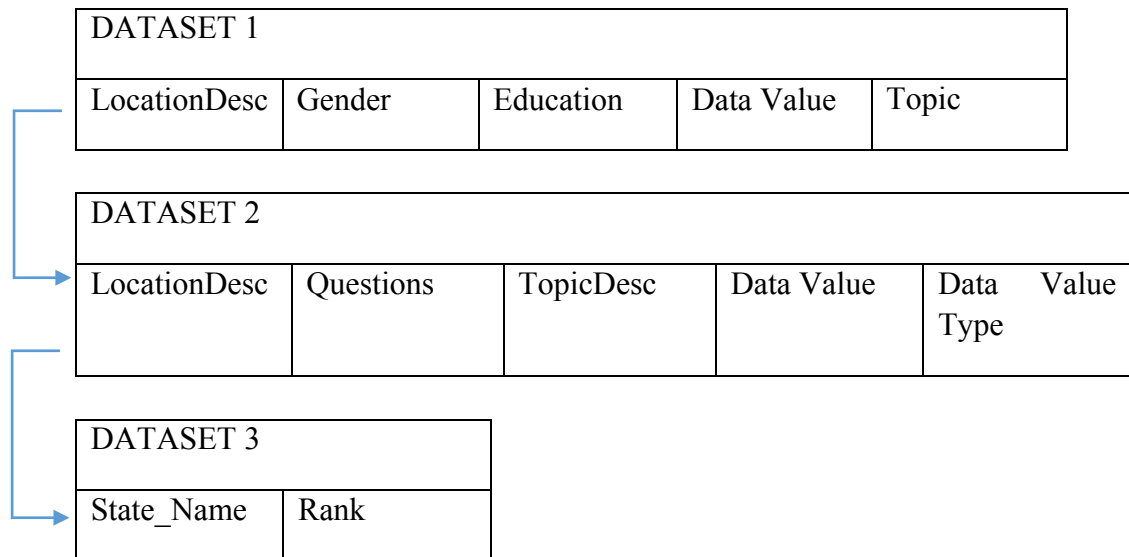 DATASET 1
LocationDesc Gender Education Data Value Topic
DATASET 2
LocationDesc Questions TopicDesc Data Value Data Value
Type
DATASET 3
State_Name Rank